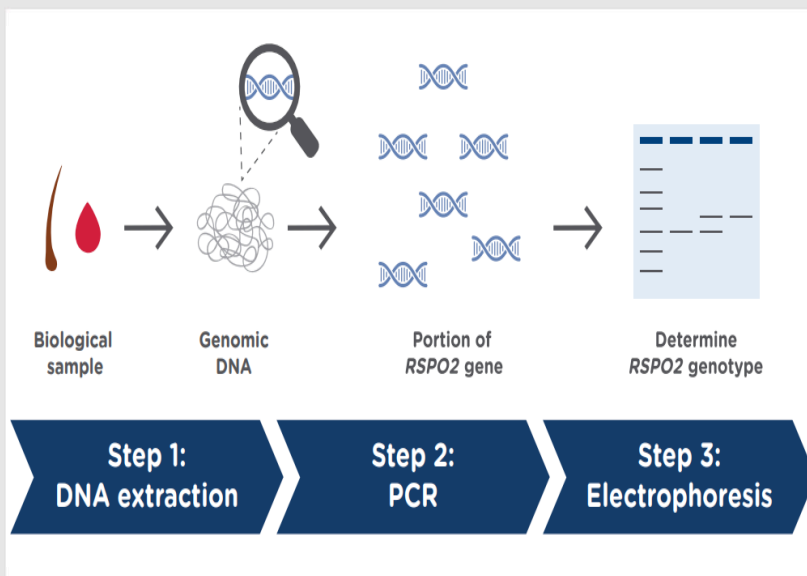 Biological
sample
Genomic
DNA
Portion of
RSPO2 gene
Determine
RSPO2 genotype
Step 1:
DNA extraction
Step 2:
PCR
Step 3:
Electrophoresis